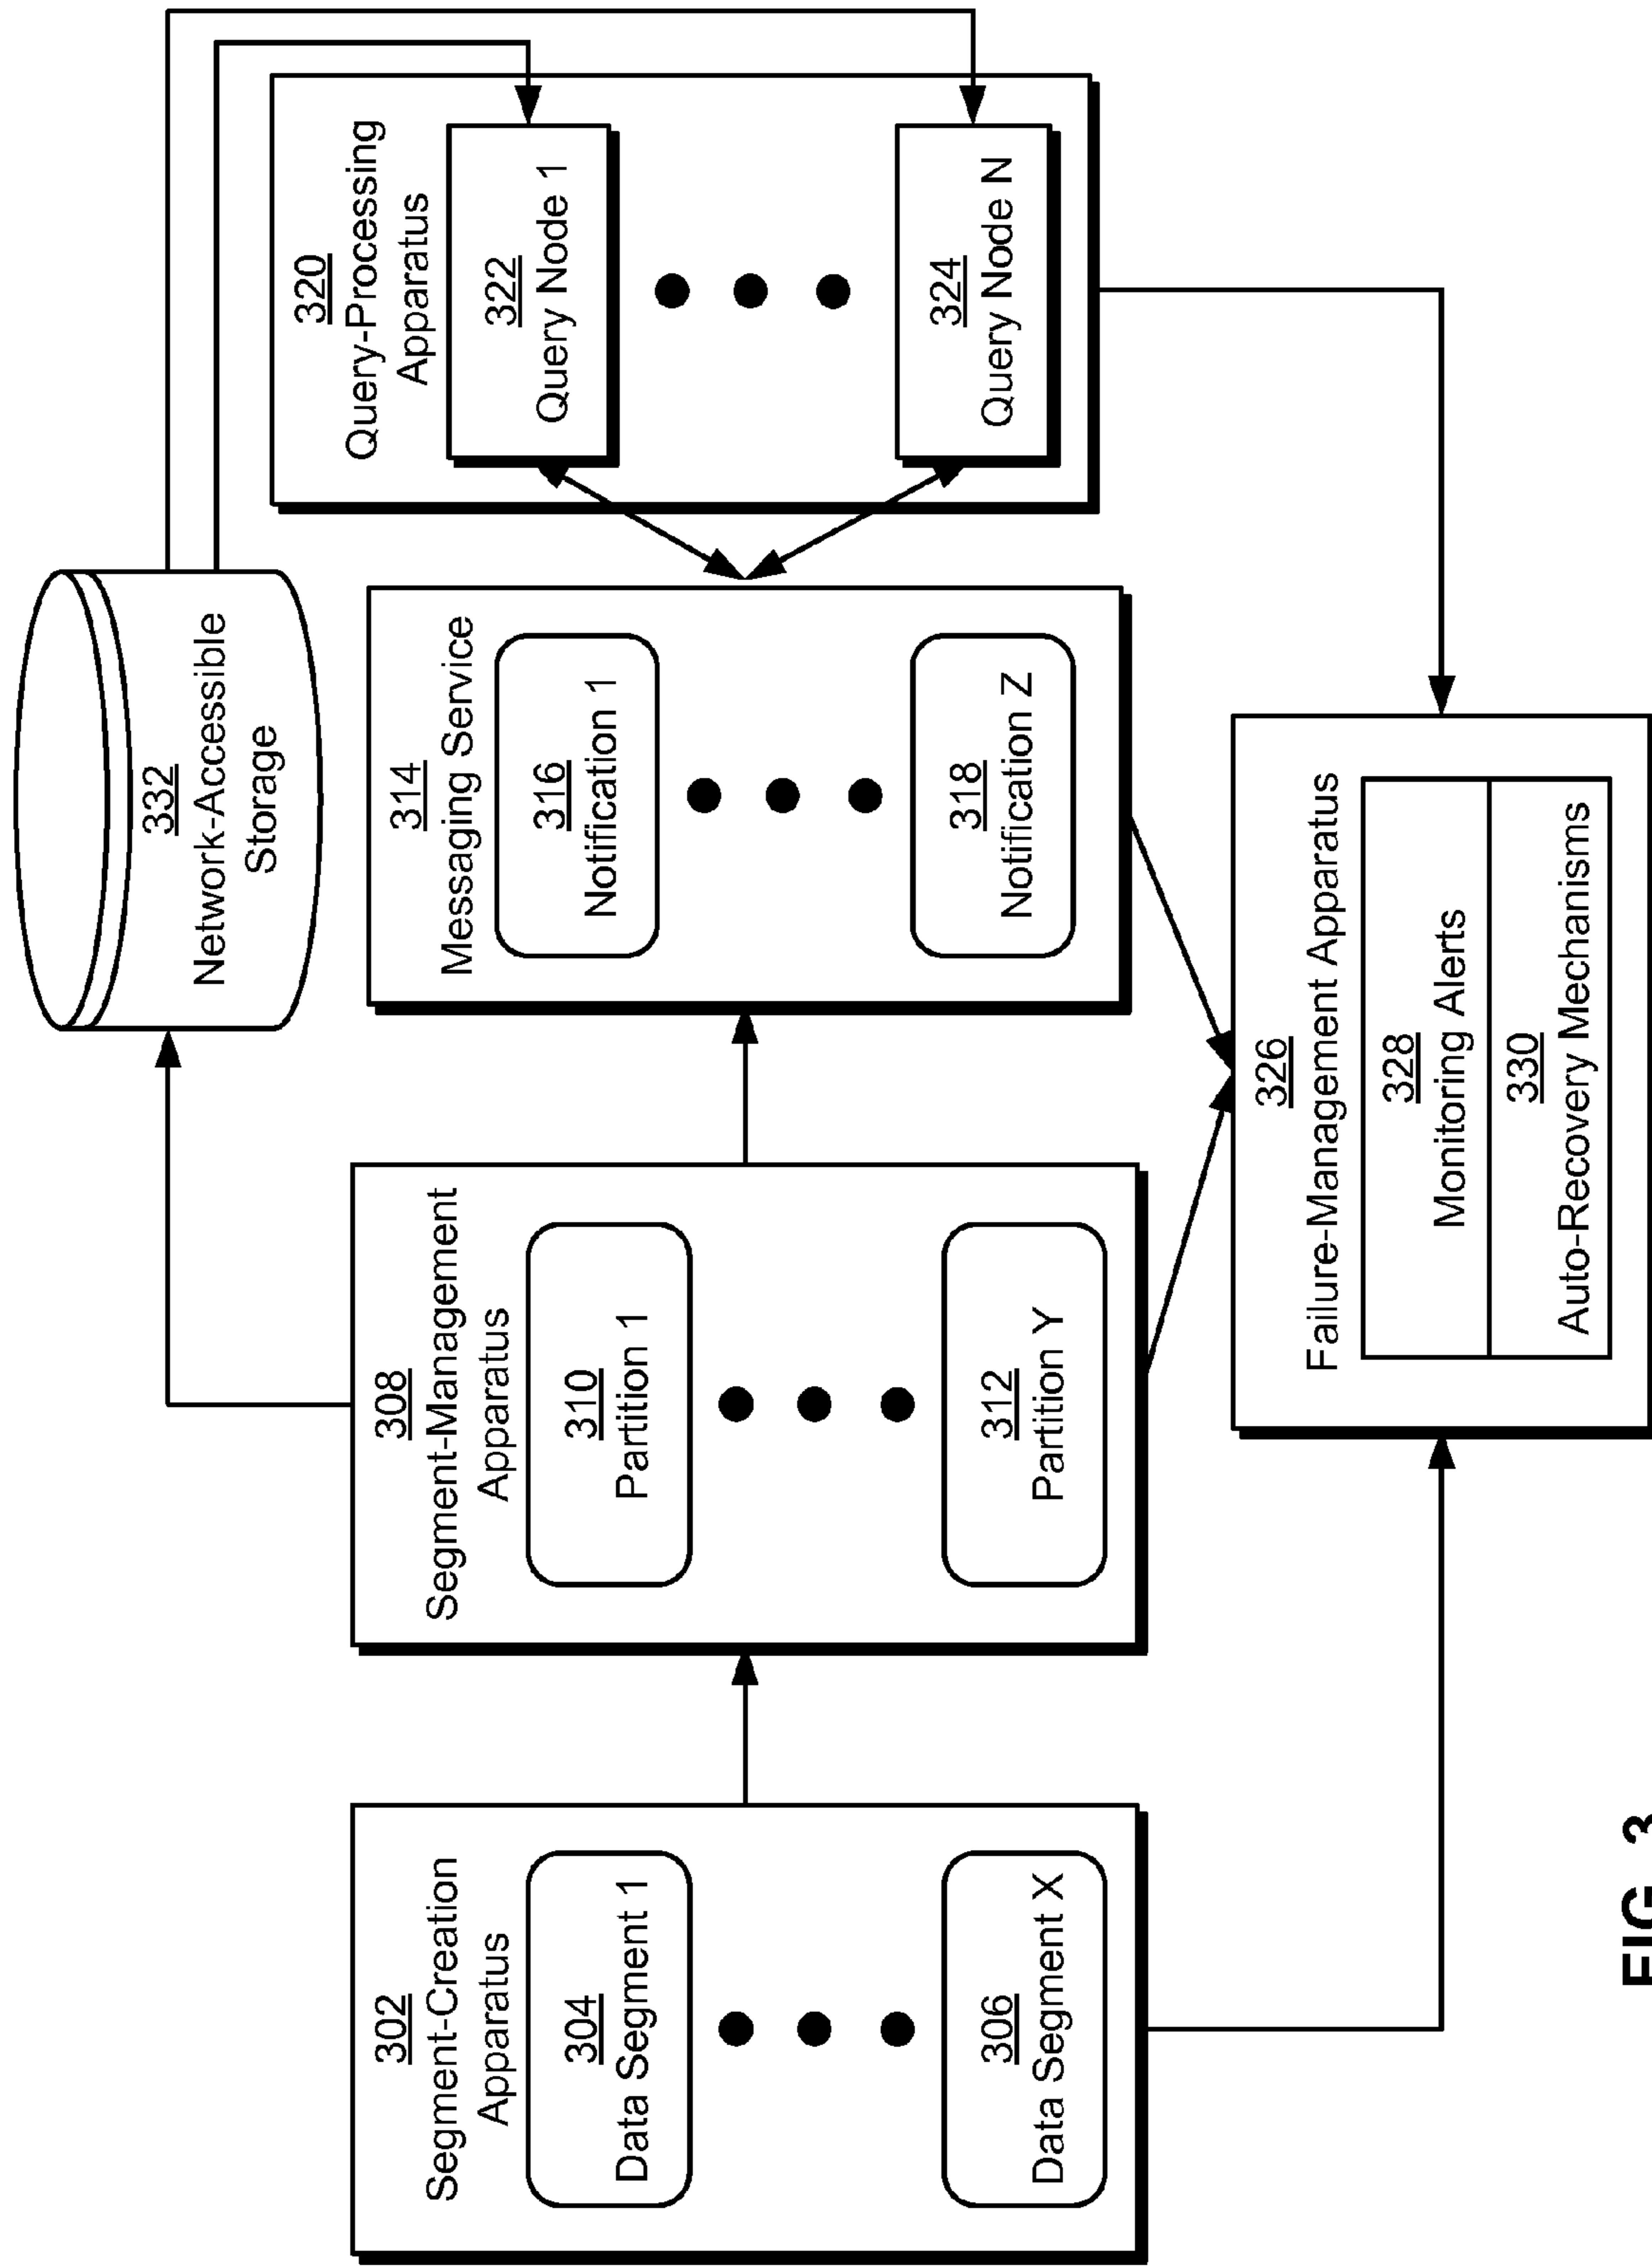 302
Segment-Creation
Apparatus
304
Data Segment 1
306
Data Segment X
308
Segment-Management
Apparatus
310
Partition 1
312
Partition Y
332
Network-Accessible
Storage
314
Messaging Service
316
Notification 1
318
Notification Z
320
Query-Processing
Apparatus
322
Query Node 1
324
Query Node N
326
Failure-Management Apparatus
328
Monitoring Alerts
330
Auto-Recovery Mechanisms
FIG. 3